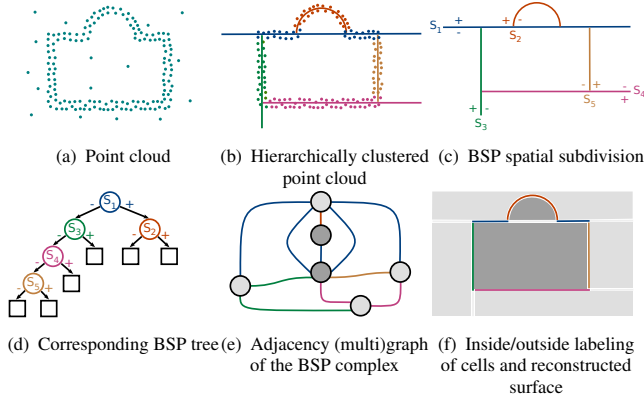 S₁ + - + - S₂
- + S₅ S₄ - +
+ - S₃
(a) Point cloud
(b) Hierarchically clustered
point cloud
(c) BSP spatial subdivision
- S₁ +
- S₃ + - S₂ +
- S₄ +
- S₅ +
(d) Corresponding BSP tree
(e) Adjacency (multi)graph
of the BSP complex
(f) Inside/outside labeling
of cells and reconstructed
surface